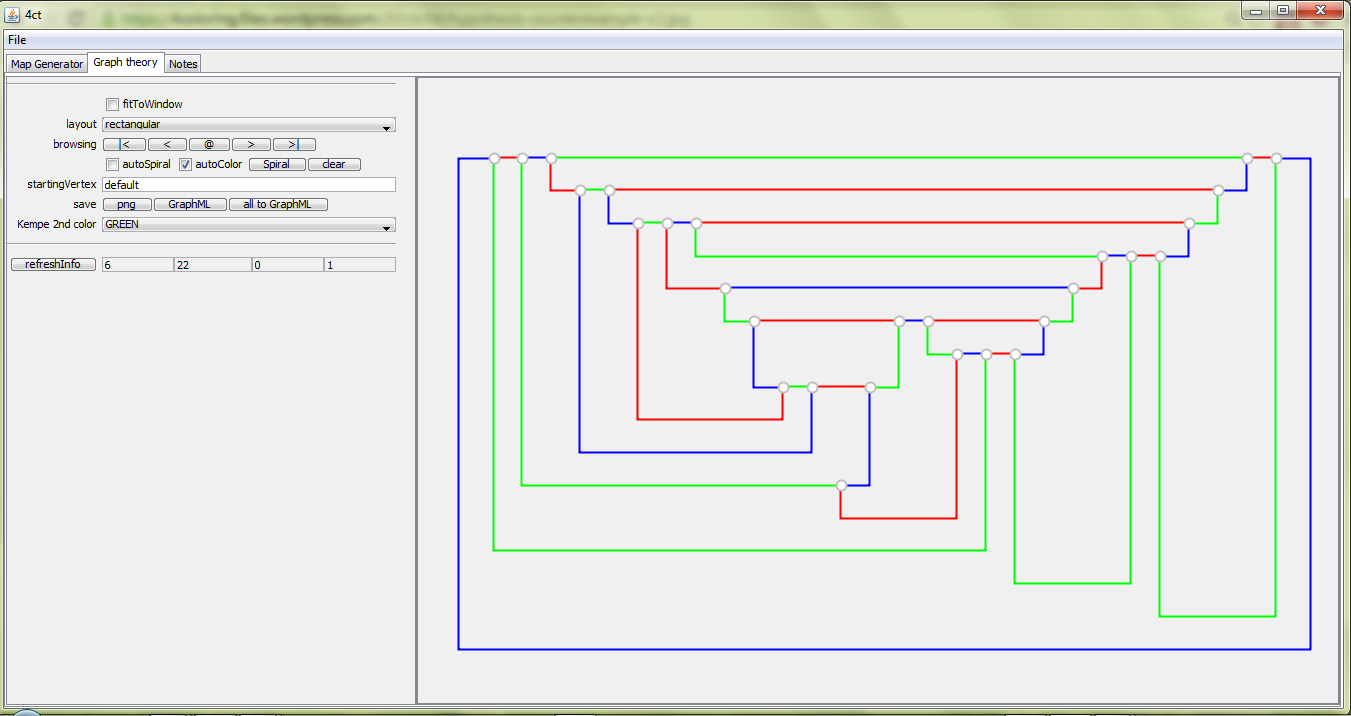 4ct
File
Map Generator Graph theory Notes
fitToWindow
layout rectangular
browsing |< < @ > >|
autoSpiral autoColor Spiral clear
startingVertex default
save png GraphML all to GraphML
Kempe 2nd color GREEN
refreshInfo 6 22 0 1